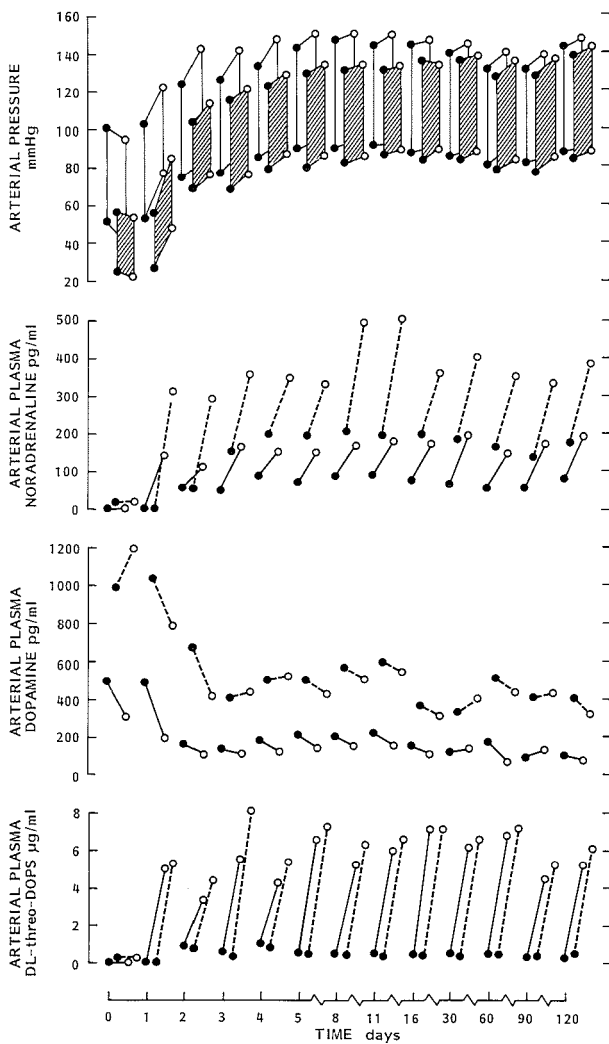 ARTERIAL PRESSURE
mmHg
160
140
120
100
80
60
40
20
ARTERIAL PLASMA
NORADRENALINE pg/ml
500
400
300
200
100
0
ARTERIAL PLASMA
DOPAMINE pg/ml
1200
1000
800
600
400
200
0
ARTERIAL PLASMA
DL-threo-DOPS µg/ml
8
6
4
2
0
0 1 2 3 4 5 8 11 16 30 60 90 120
TIME days